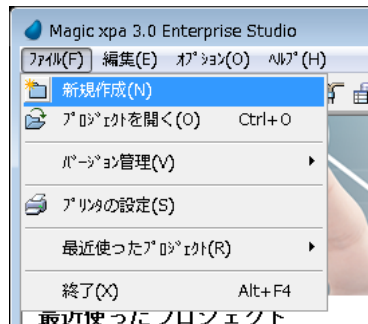 Magic xpa 3.0 Enterprise Studio
ﾌｧｲﾙ(F) 編集(E) ｵﾌﾟｼｮﾝ(O) ﾍﾙﾌﾟ(H)
新規作成(N)
ﾌﾟﾛｼﾞｪｸﾄを開く(O) Ctrl+O
ﾊﾞｰｼﾞｮﾝ管理(V)
ﾌﾟﾘﾝﾀの設定(S)
最近使ったﾌﾟﾛｼﾞｪｸﾄ(R)
終了(X) Alt+F4
最近使ったプロジェクト